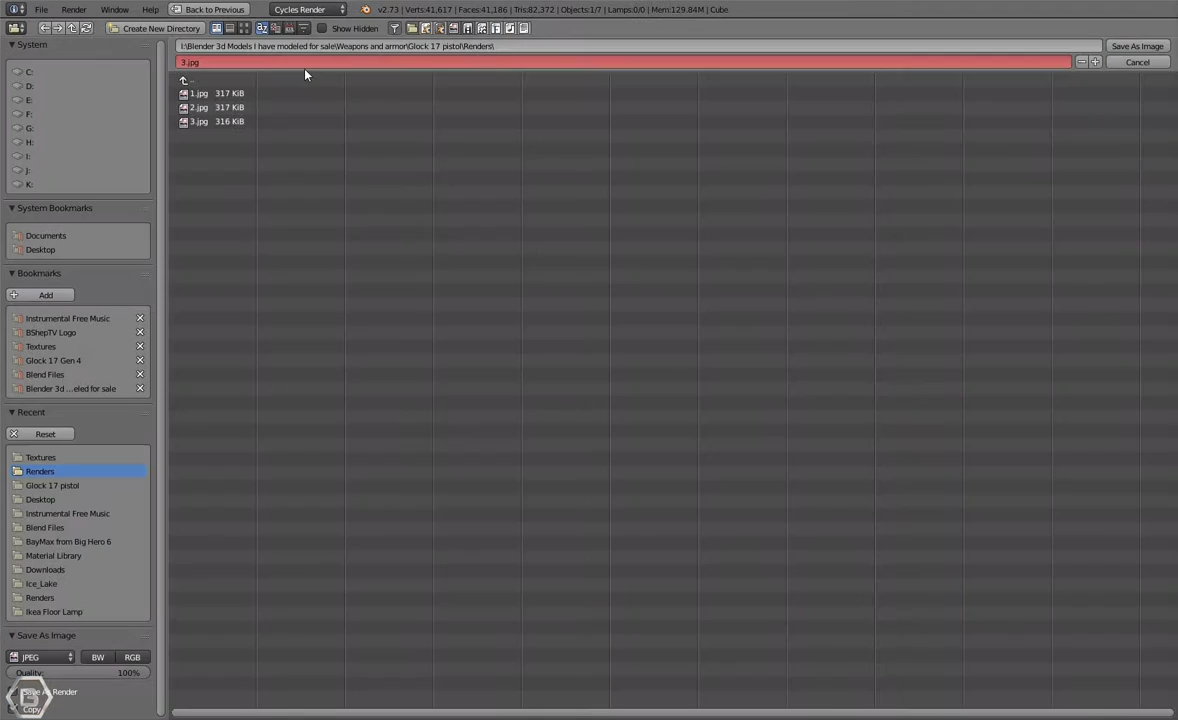 File Render Window Help Back to Previous Cycles Render v2.73 | Verts:41,617 | Faces:41,186 | Tris:82,372 | Objects:1/7 | Lamps:0/0 | Mem:129.84M | Cube
Create New Directory Show Hidden
System
C:
D:
E:
F:
G:
H:
I:
J:
K:
System Bookmarks
Documents
Desktop
Bookmarks
Add
Instrumental Free Music
BShepTV Logo
Textures
Glock 17 Gen 4
Blend Files
Blender 3d ...eled for sale
Recent
Reset
Textures
Renders
Glock 17 pistol
Desktop
Instrumental Free Music
Blend Files
BayMax from Big Hero 6
Material Library
Downloads
Ice_Lake
Renders
Ikea Floor Lamp
Save As Image
JPEG BW RGB
Quality: 100%
Save As Render
Copy
I:\Blender 3d Models I have modeled for sale\Weapons and armor\Glock 17 pistol\Renders\ Save As Image
3.jpg Cancel
..
1.jpg 317 KiB
2.jpg 317 KiB
3.jpg 316 KiB